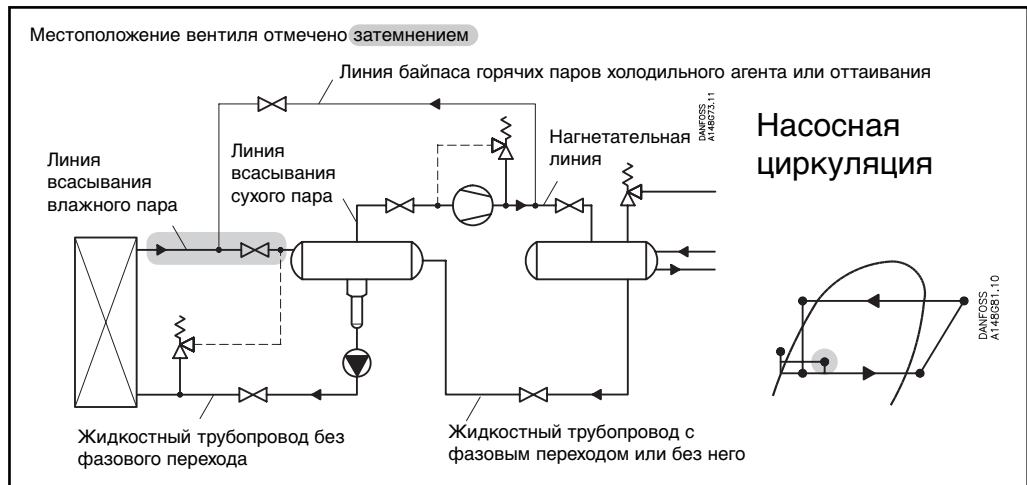 Местоположение вентиля отмечено затемнением
Линия байпаса горячих паров холодильного агента или оттаивания
DANFOSS
A148G73.11
Насосная
циркуляция
Нагнетательная
линия
Линия
всасывания
влажного пара
Линия
всасывания
сухого пара
DANFOSS
A148G81.10
Жидкостный трубопровод без
фазового перехода
Жидкостный трубопровод с
фазовым переходом или без него